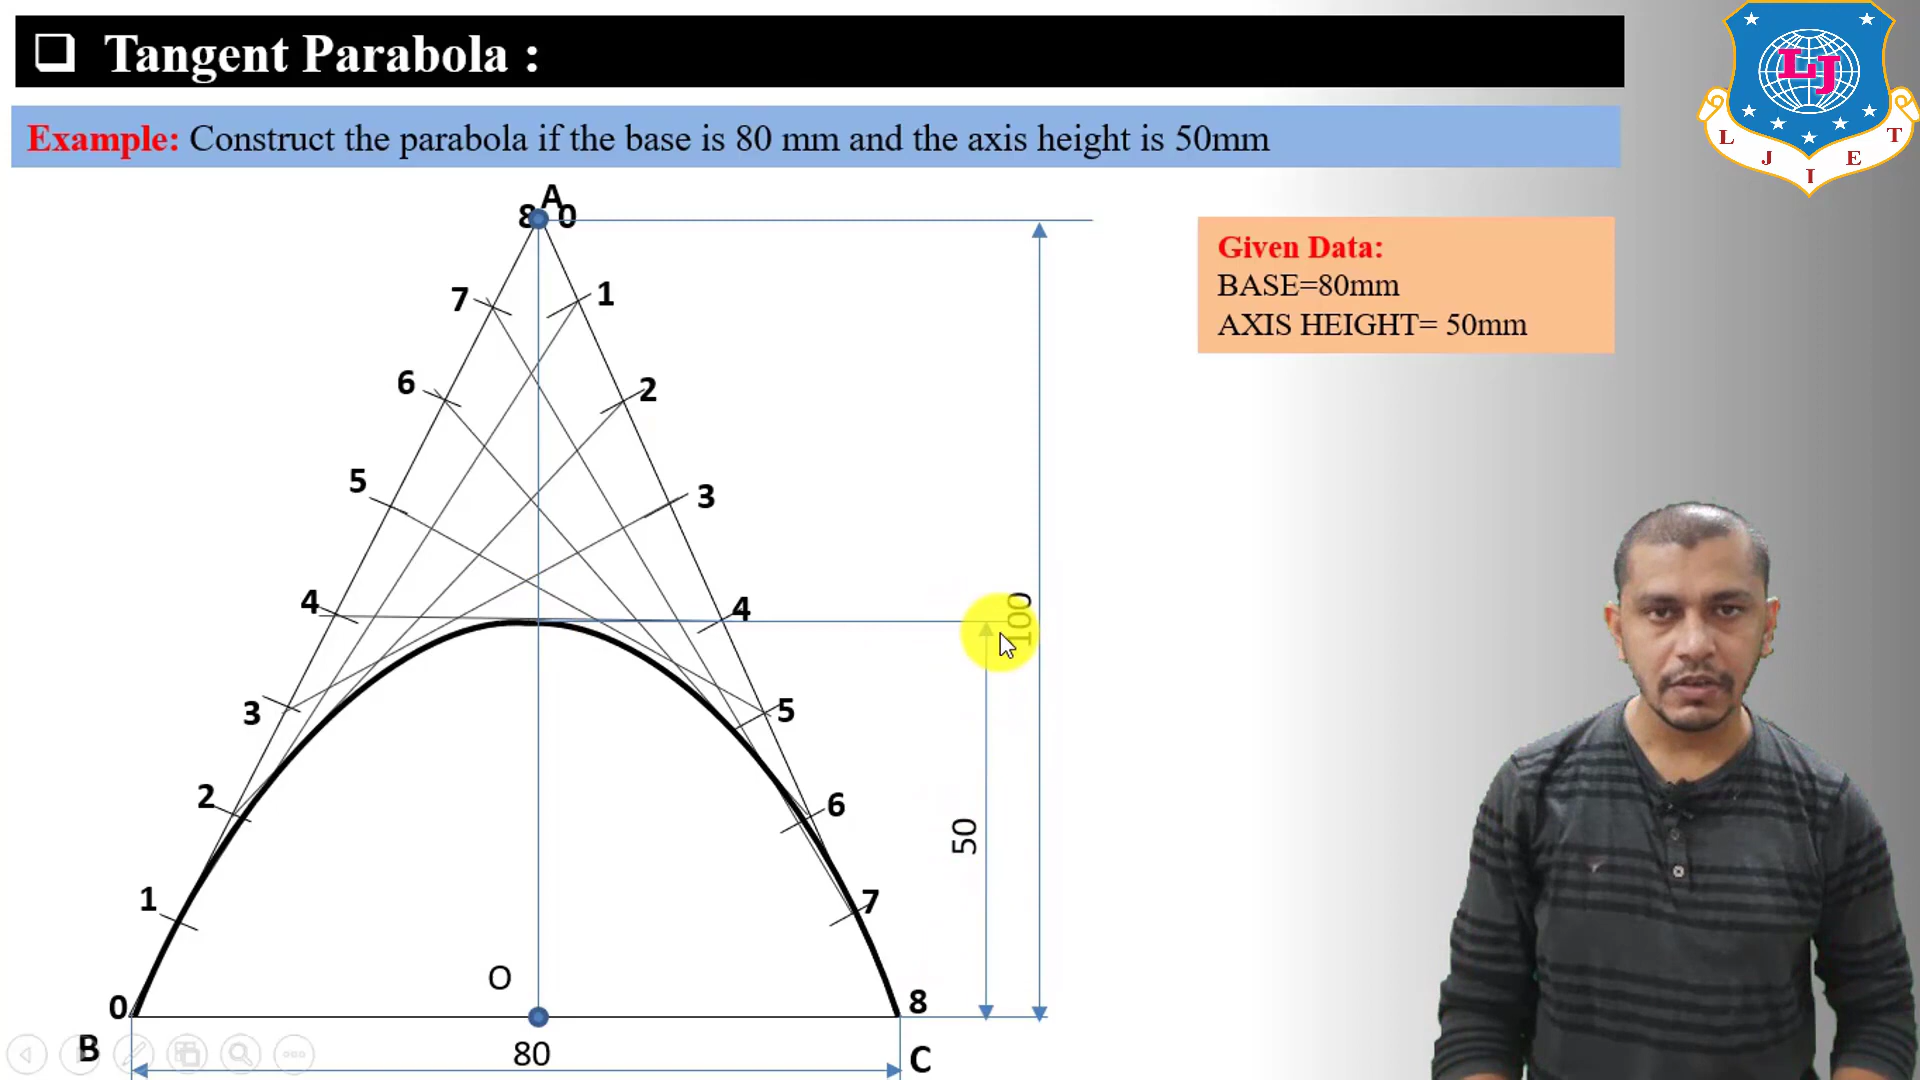 ❑ Tangent Parabola :
Example: Construct the parabola if the base is 80 mm and the axis height is 50mm
LJ
L J I E T
Given Data:
BASE=80mm
AXIS HEIGHT= 50mm
A
8 0
7 1
6 2
5 3
4 4
100
3 5
2 6
50
1 7
O
0 8
B 80 C